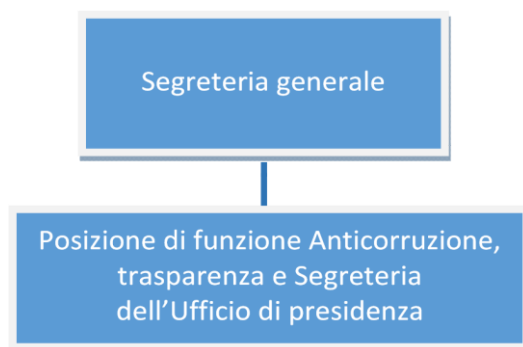 Segreteria generale
Posizione di funzione Anticorruzione,
trasparenza e Segreteria
dell’Ufficio di presidenza